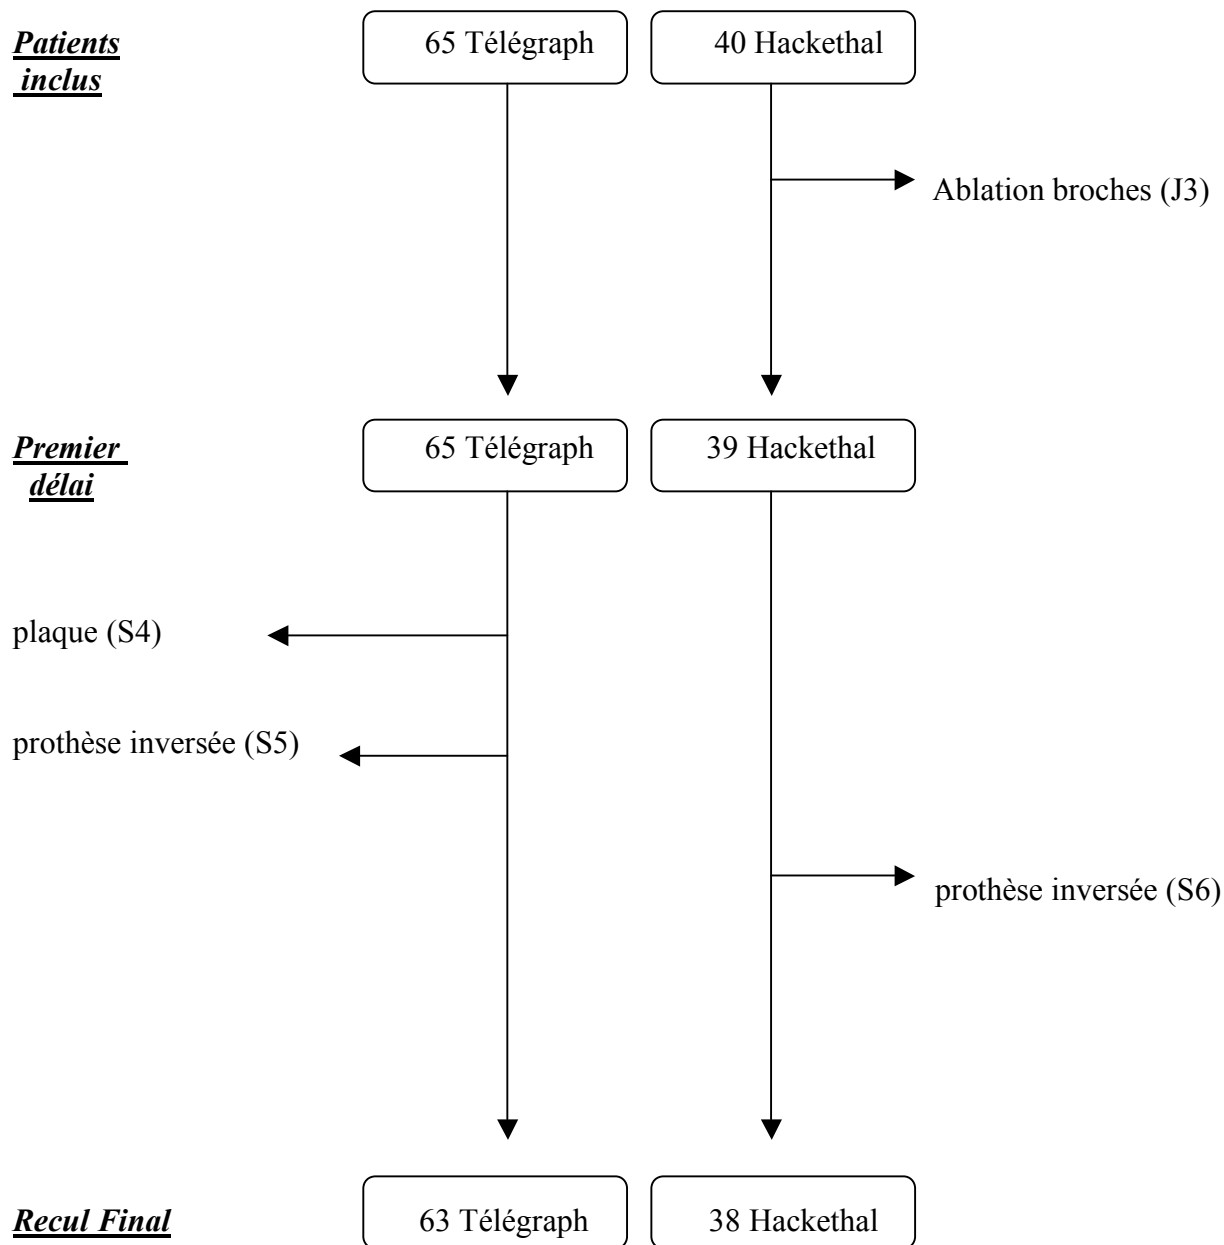 Patients
inclus
65 Télégraph
40 Hackethal
Ablation broches (J3)
Premier
délai
65 Télégraph
39 Hackethal
plaque (S4)
prothèse inversée (S5)
prothèse inversée (S6)
Recul Final
63 Télégraph
38 Hackethal